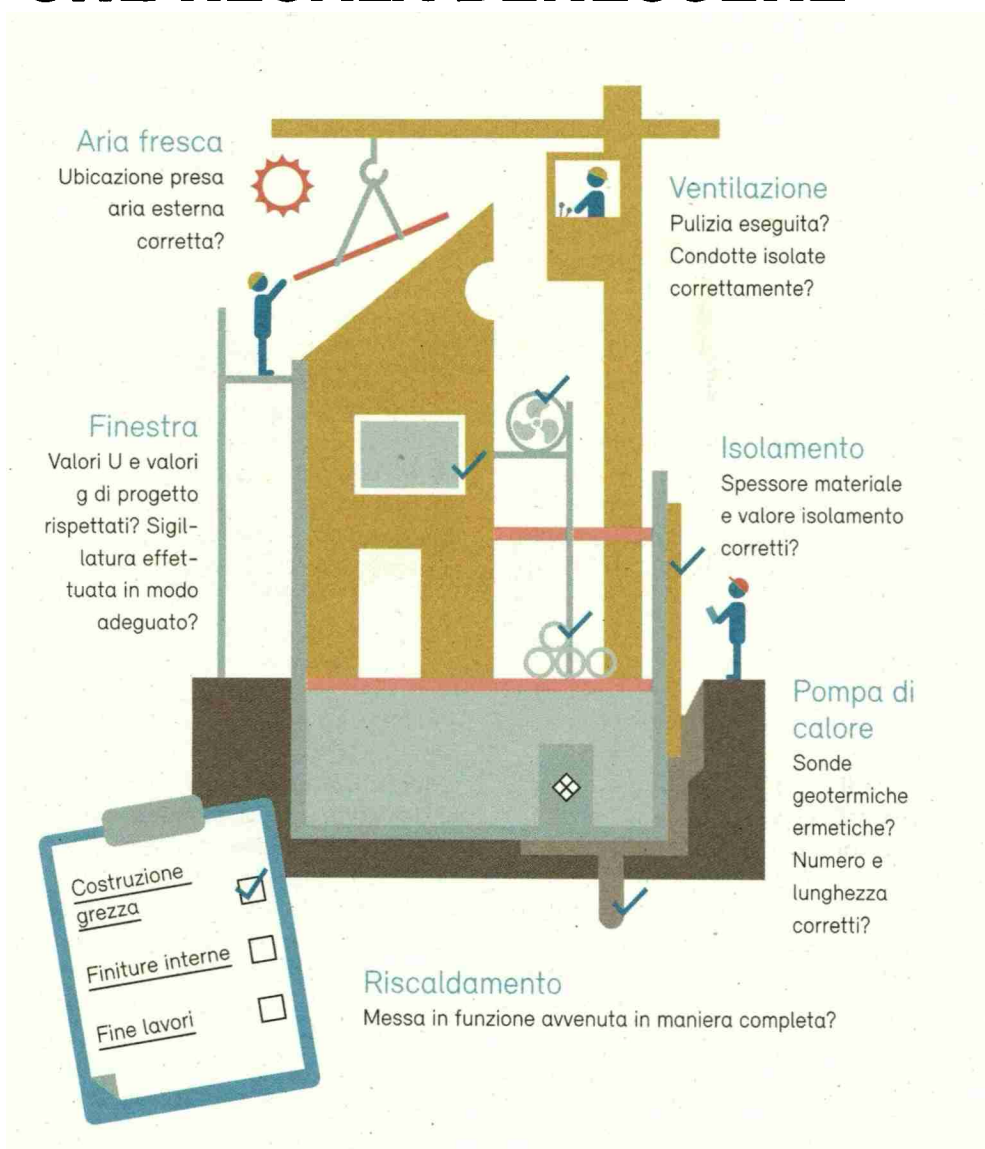 Aria fresca
Ubicazione presa
aria esterna
corretta?
Ventilazione
Pulizia eseguita?
Condotte isolate
correttamente?
Finestra
Valori U e valori
g di progetto
rispettati? Sigil-
latura effet-
tuata in modo
adeguato?
Isolamento
Spessore materiale
e valore isolamento
corretti?
Pompa di
calore
Sonde
geotermiche
ermetiche?
Numero e
lunghezza
corretti?
Costruzione
grezza
Finiture interne
Fine lavori
Riscaldamento
Messa in funzione avvenuta in maniera completa?